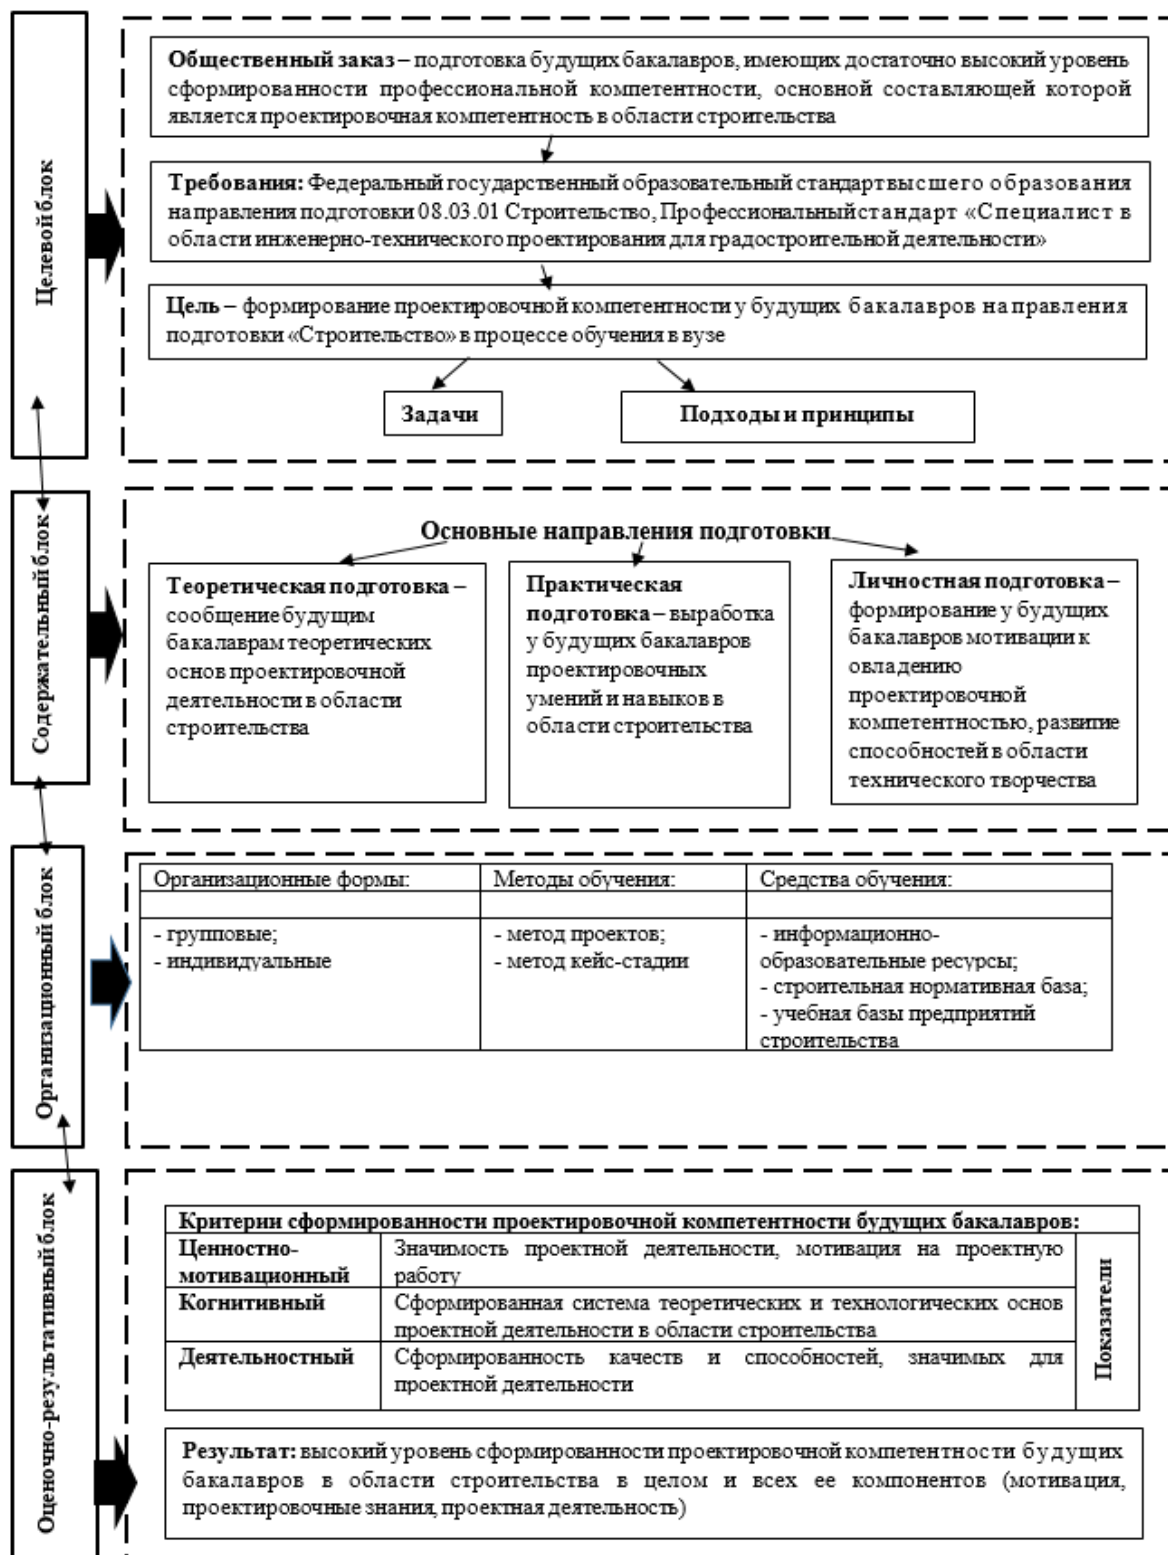 Целевой блок
Общественный заказ – подготовка будущих бакалавров, имеющих достаточно высокий уровень
сформированности профессиональной компетентности, основной составляющей которой
является проектировочная компетентность в области строительства
Требования: Федеральный государственный образовательный стандарт высшего образования
направления подготовки 08.03.01 Строительство, Профессиональный стандарт «Специалист в
области инженерно-технического проектирования для градостроительной деятельности»
Цель – формирование проектировочной компетентности у будущих бакалавров направления
подготовки «Строительство» в процессе обучения в вузе
Задачи
Подходы и принципы
Содержательный блок
Основные направления подготовки
Теоретическая подготовка –
сообщение будущим
бакалаврам теоретических
основ проектировочной
деятельности в области
строительства
Практическая
подготовка – выработка
у будущих бакалавров
проектировочных
умений и навыков в
области строительства
Личностная подготовка –
формирование у будущих
бакалавров мотивации к
овладению
проектировочной
компетентностью, развитие
способностей в области
технического творчества
Организационный блок
Организационные формы:
- групповые;
- индивидуальные
Методы обучения:
- метод проектов;
- метод кейс-стадии
Средства обучения:
- информационно-
образовательные ресурсы;
- строительная нормативная база;
- учебная базы предприятий
строительства
Оценочно-результативный блок
Критерии сформированности проектировочной компетентности будущих бакалавров:
Ценностно-
мотивационный
Значимость проектной деятельности, мотивация на проектную
работу
Когнитивный
Сформированная система теоретических и технологических основ
проектной деятельности в области строительства
Деятельностный
Сформированность качеств и способностей, значимых для
проектной деятельности
Показатели
Результат: высокий уровень сформированности проектировочной компетентности будущих
бакалавров в области строительства в целом и всех ее компонентов (мотивация,
проектировочные знания, проектная деятельность)